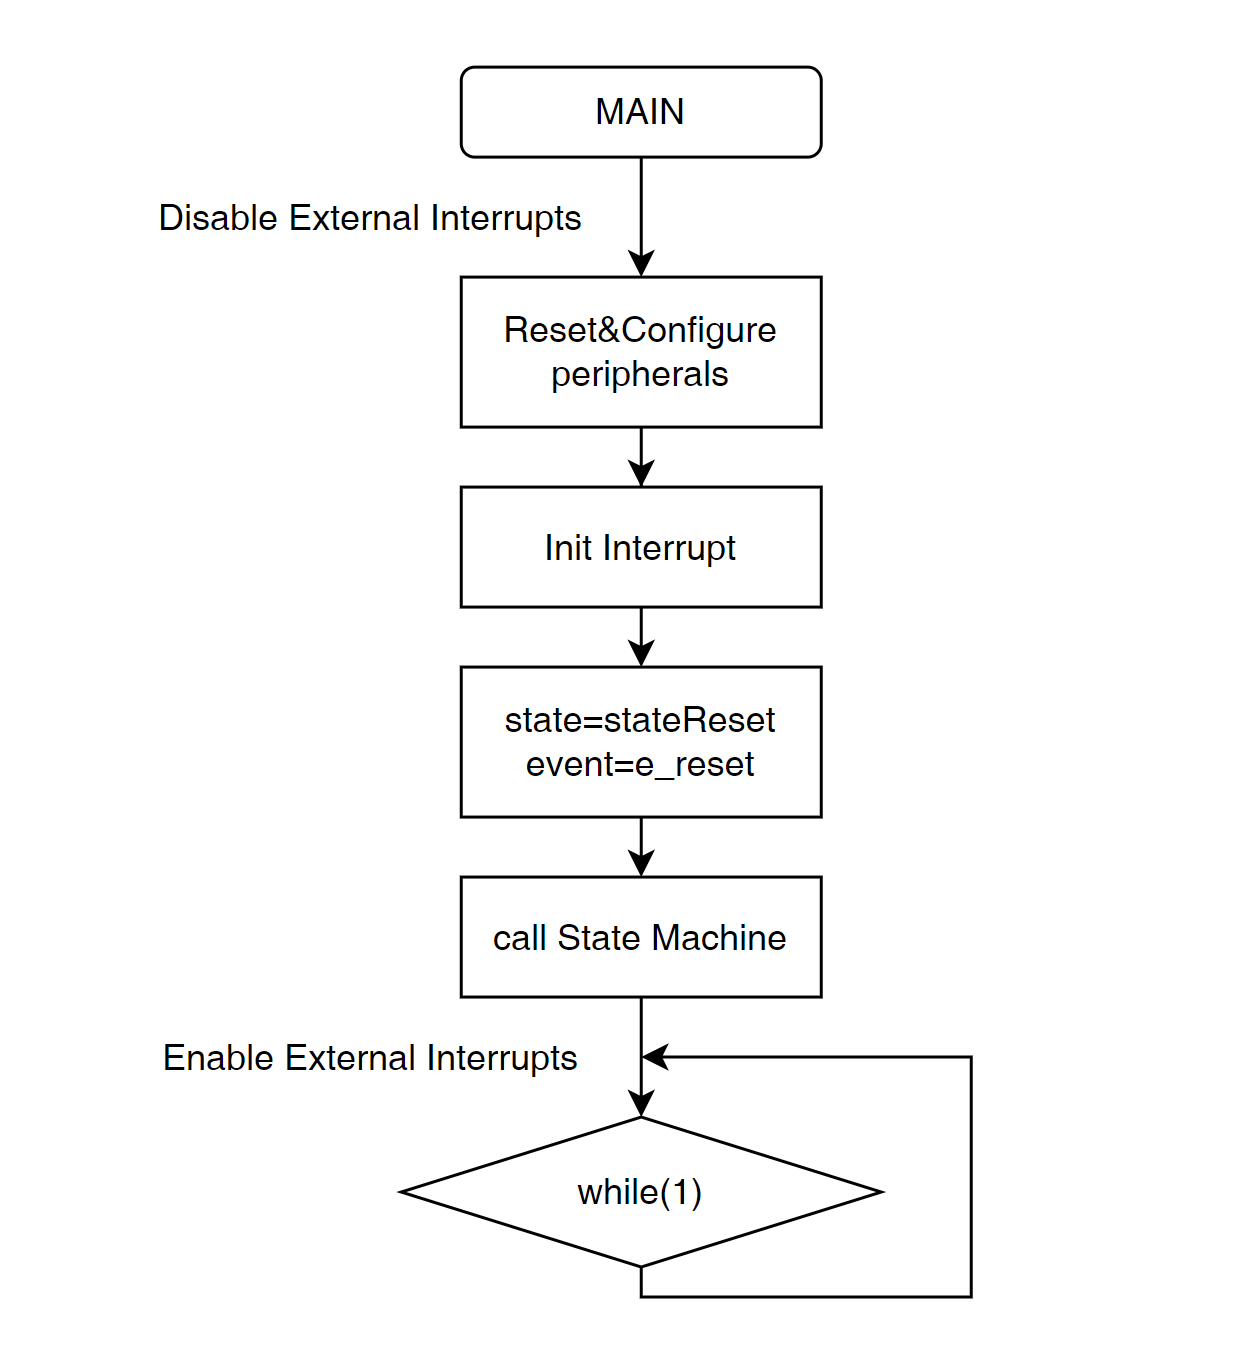 MAIN
Disable External Interrupts
Reset&Configure
peripherals
Init Interrupt
state=stateReset
event=e_reset
call State Machine
Enable External Interrupts
while(1)